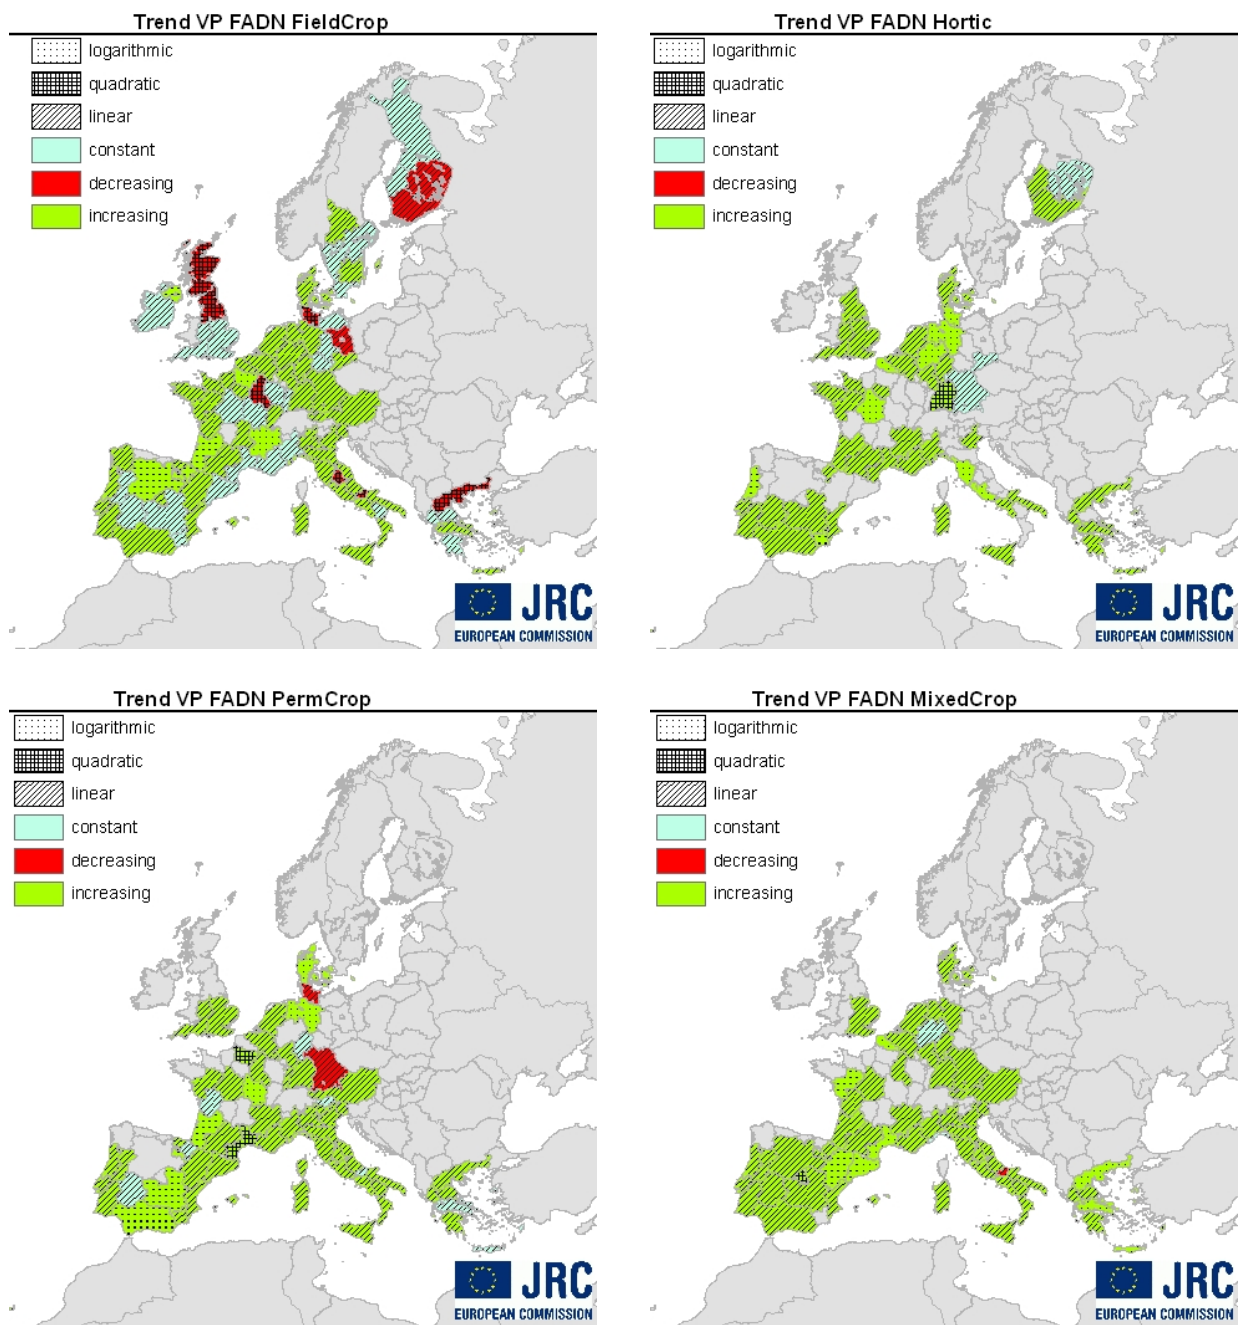 Trend VP FADN FieldCrop
logarithmic
quadratic
linear
constant
decreasing
increasing
JRC
EUROPEAN COMMISSION
Trend VP FADN Hortic
logarithmic
quadratic
linear
constant
decreasing
increasing
JRC
EUROPEAN COMMISSION
Trend VP FADN PermCrop
logarithmic
quadratic
linear
constant
decreasing
increasing
JRC
EUROPEAN COMMISSION
Trend VP FADN MixedCrop
logarithmic
quadratic
linear
constant
decreasing
increasing
JRC
EUROPEAN COMMISSION